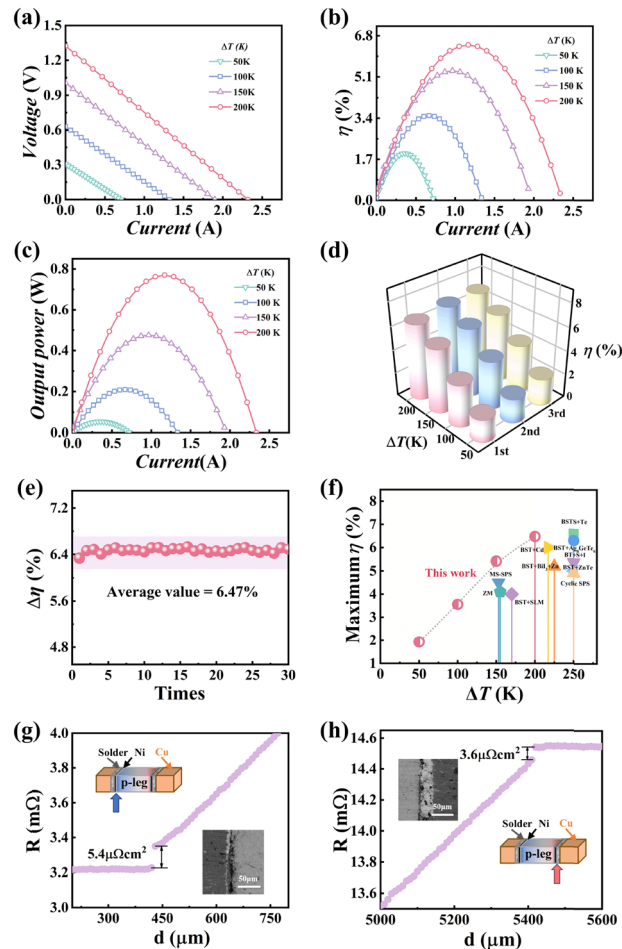 (a)
ΔT (K)
50K
100K
150K
200K
Voltage (V)
1.5
1.2
0.9
0.6
0.3
0.0
0.0 0.5 1.0 1.5 2.0 2.5
Current (A)
(b)
ΔT (K)
50 K
100 K
150 K
200 K
η (%)
6.8
5.1
3.4
1.7
0.0
0.0 0.5 1.0 1.5 2.0 2.5
Current (A)
(c)
ΔT (K)
50 K
100 K
150 K
200 K
Output power (W)
0.8
0.6
0.4
0.2
0.0
0.0 0.5 1.0 1.5 2.0 2.5
Current(A)
(d)
8
6
4
2
0
η (%)
200
150
100
50
ΔT(K)
1st
2nd
3rd
(e)
Δη (%)
7.2
6.4
5.6
4.8
Average value = 6.47%
0 5 10 15 20 25 30
Times
(f)
Maximum η (%)
8
7
6
5
4
3
2
1
This work
BSTS+Te
BST+Cd
BST+S+I
BST+ZnTe
Cyclic SPS
MS-SPS
ZM
BST+SLM
0 50 100 150 200 250 300
ΔT (K)
(g)
R (mΩ)
4.0
3.8
3.6
3.4
3.2
3.0
Solder Ni Cu
p-leg
5.4μΩcm²
50μm
400 600 800
d (μm)
(h)
R (mΩ)
14.6
14.4
14.2
14.0
13.8
13.6
3.6μΩcm²
50μm
Solder Ni Cu
p-leg
5000 5200 5400 5600
d (μm)